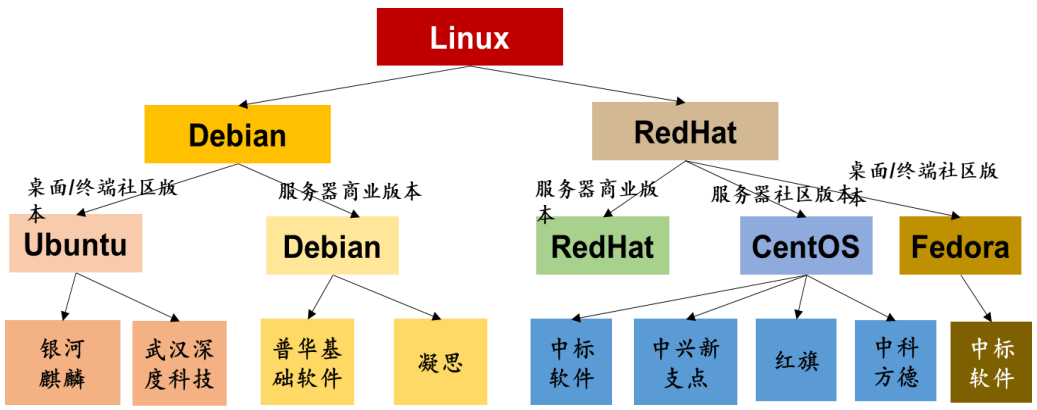 Linux
Debian
RedHat
桌面/终端社区版
本
服务器商业版本
服务器商业版
本
服务器社区版本
桌面/终端社区版
本
Ubuntu
Debian
RedHat
CentOS
Fedora
银河
麒麟
武汉深
度科技
普华基
础软件
凝思
中标
软件
中兴新
支点
红旗
中科
方德
中标
软件